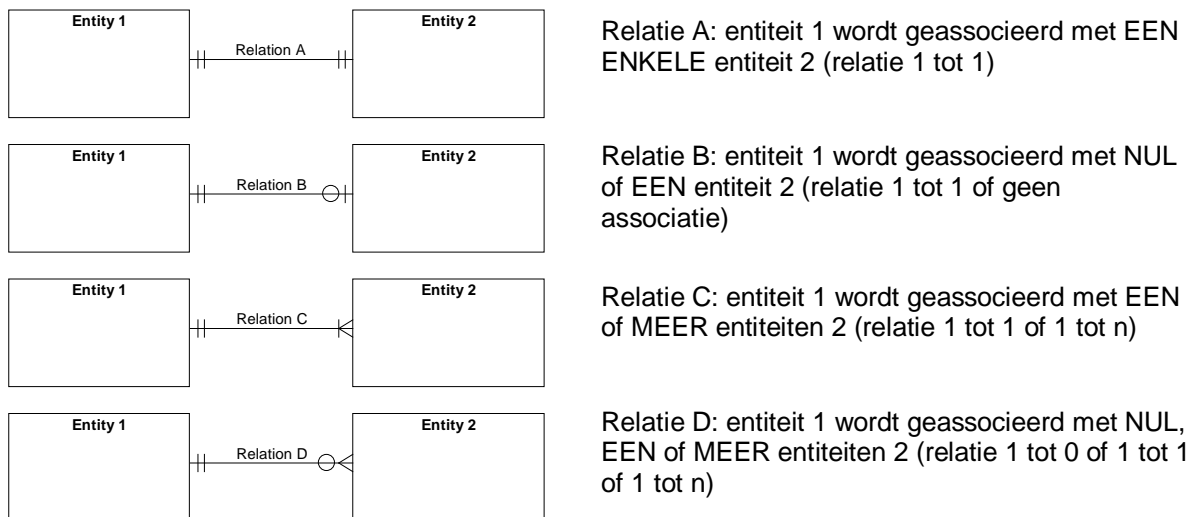 Entity 1
Relation A
Entity 2
Relatie A: entiteit 1 wordt geassocieerd met EEN
ENKELE entiteit 2 (relatie 1 tot 1)
Entity 1
Relation B
Entity 2
Relatie B: entiteit 1 wordt geassocieerd met NUL
of EEN entiteit 2 (relatie 1 tot 1 of geen
associatie)
Entity 1
Relation C
Entity 2
Relatie C: entiteit 1 wordt geassocieerd met EEN
of MEER entiteiten 2 (relatie 1 tot 1 of 1 tot n)
Entity 1
Relation D
Entity 2
Relatie D: entiteit 1 wordt geassocieerd met NUL,
EEN of MEER entiteiten 2 (relatie 1 tot 0 of 1 tot 1
of 1 tot n)